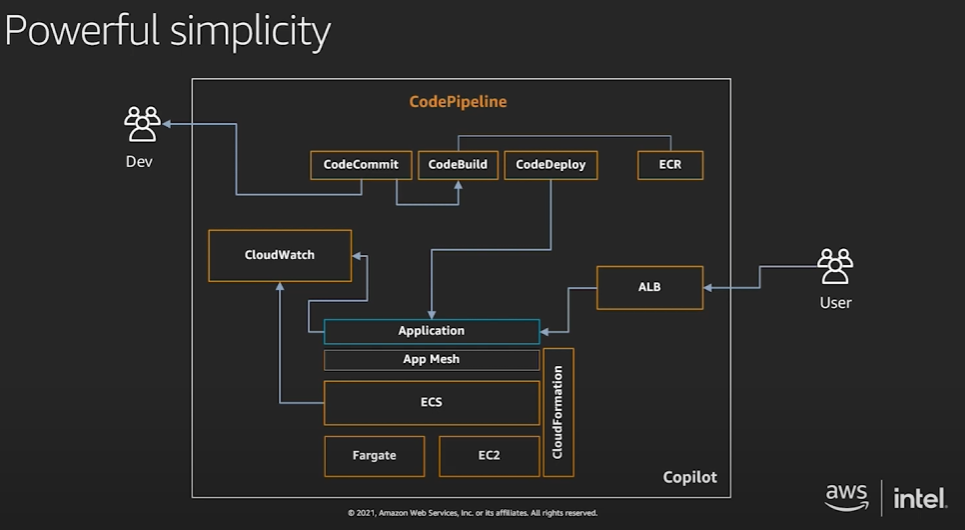 Powerful simplicity
CodePipeline
Dev
CodeCommit
CodeBuild
CodeDeploy
ECR
CloudWatch
ALB
User
Application
App Mesh
ECS
CloudFormation
Fargate
EC2
Copilot
aws
intel.
© 2021, Amazon Web Services, Inc. or its affiliates. All rights reserved.